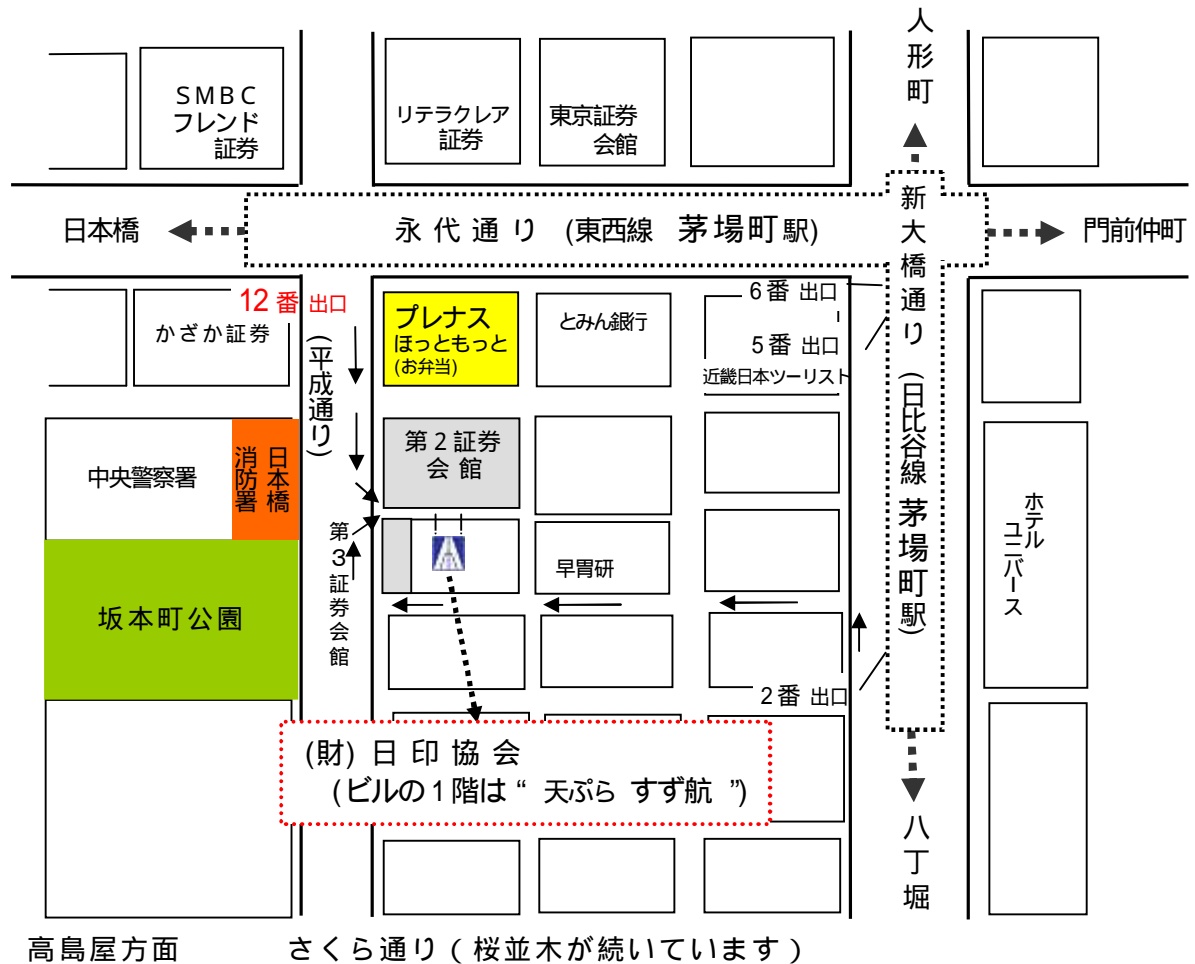 人形町
SMBC
フレンド
証券
リテラクレア
証券
東京証券
会館
日本橋
永代通り (東西線 茅場町駅)
新大橋通り (日比谷線 茅場町駅)
門前仲町
12番 出口
かざか証券
(平成通り)
プレナス
ほっともっと
(お弁当)
とみん銀行
6番 出口
5番 出口
近畿日本ツーリスト
中央警察署
日本橋
消防署
第2証券
会館
第3証券会館
早胃研
ホテル
ユニバース
坂本町公園
2番 出口
(財) 日印協会
(ビルの1階は“ 天ぷら すず航 ”)
八丁堀
高島屋方面
さくら通り (桜並木が続いています)